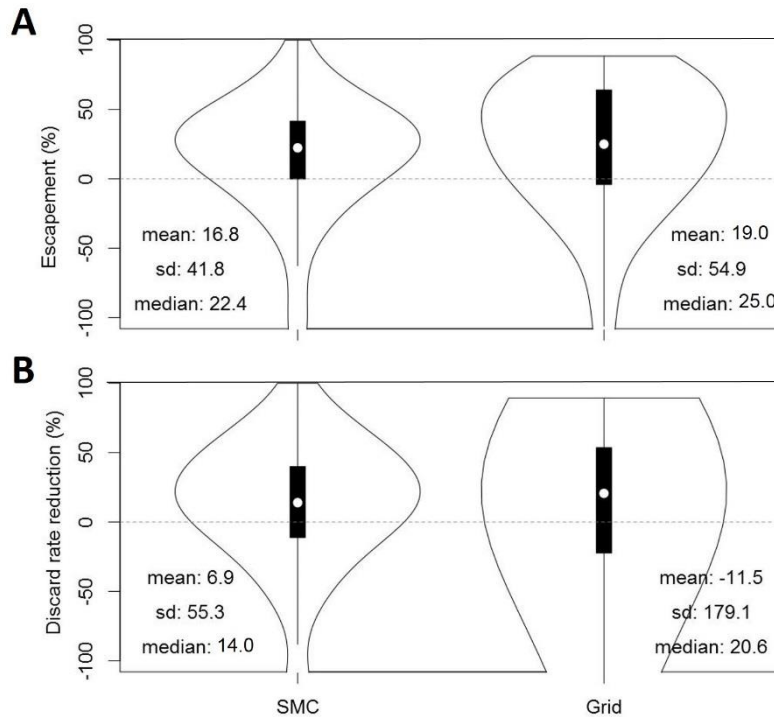 A
Escapement (%)
100
50
0
-50
-100
mean: 16.8
sd: 41.8
median: 22.4
mean: 19.0
sd: 54.9
median: 25.0
B
Discard rate reduction (%)
100
50
0
-50
-100
mean: 6.9
sd: 55.3
median: 14.0
mean: -11.5
sd: 179.1
median: 20.6
SMC
Grid